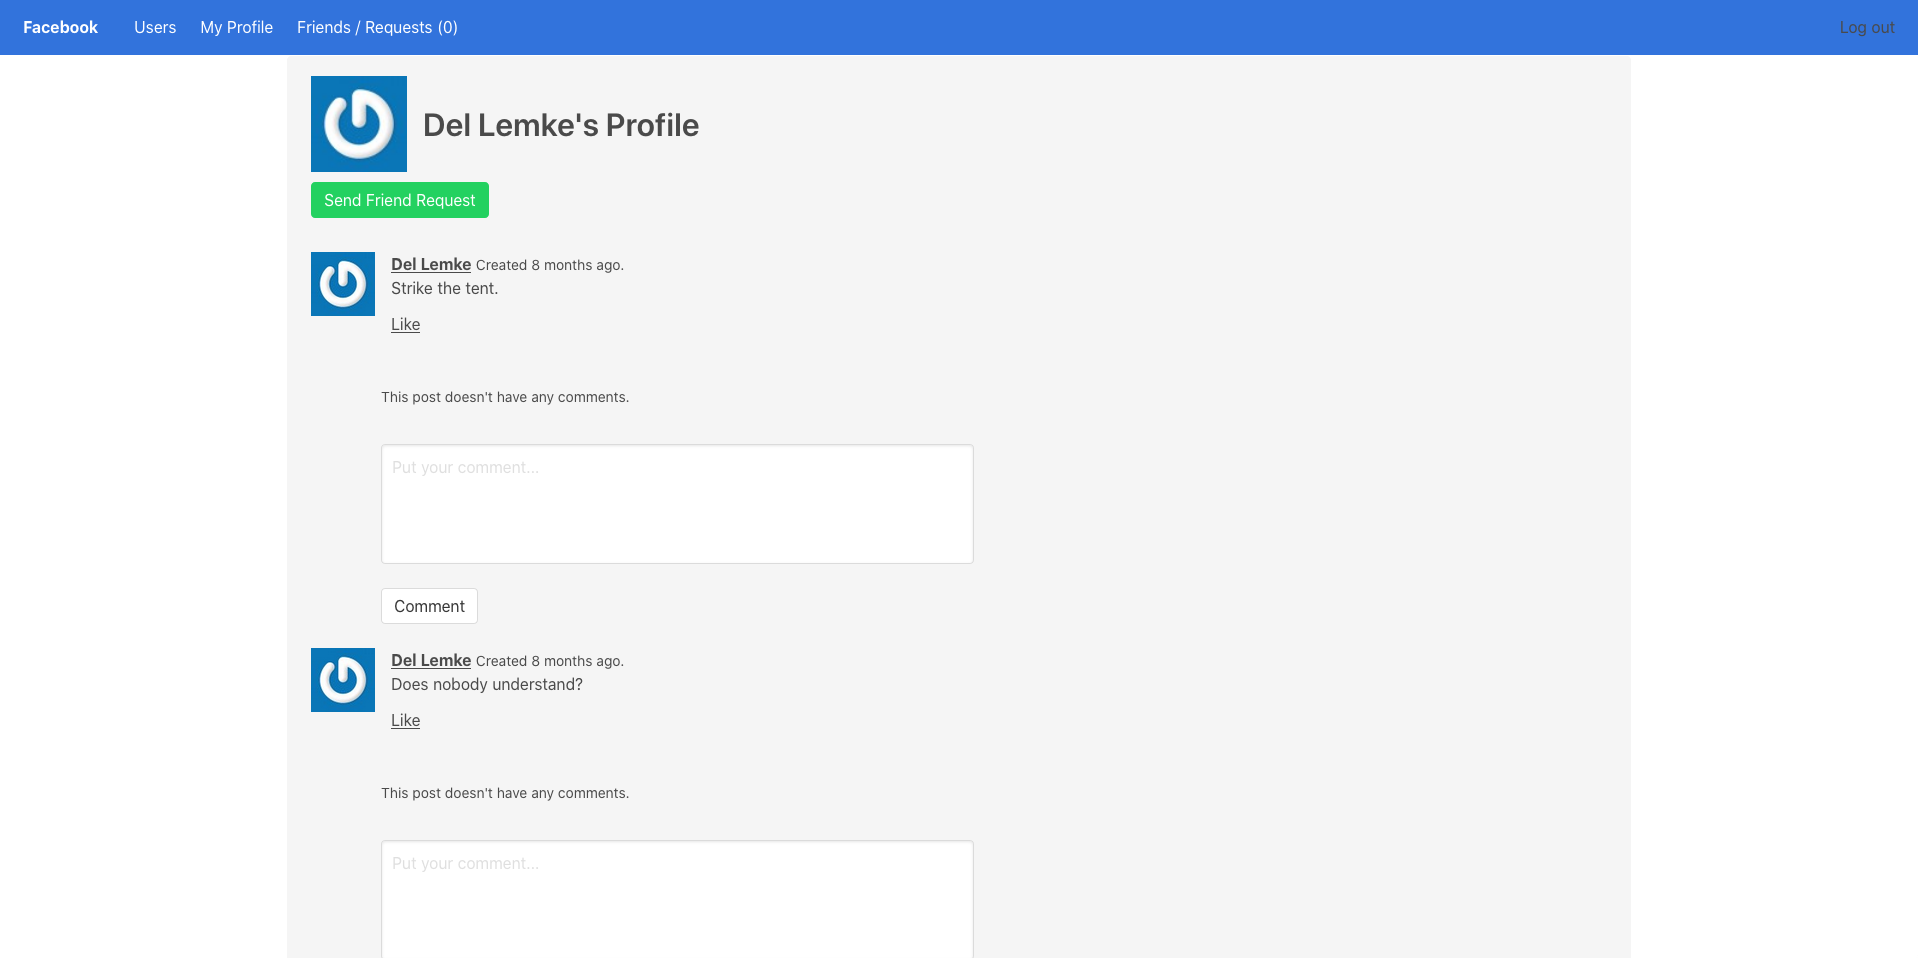 Facebook Users My Profile Friends / Requests (0) Log out
Del Lemke's Profile
Send Friend Request
Del Lemke Created 8 months ago.
Strike the tent.
Like
This post doesn't have any comments.
Put your comment...
Comment
Del Lemke Created 8 months ago.
Does nobody understand?
Like
This post doesn't have any comments.
Put your comment...